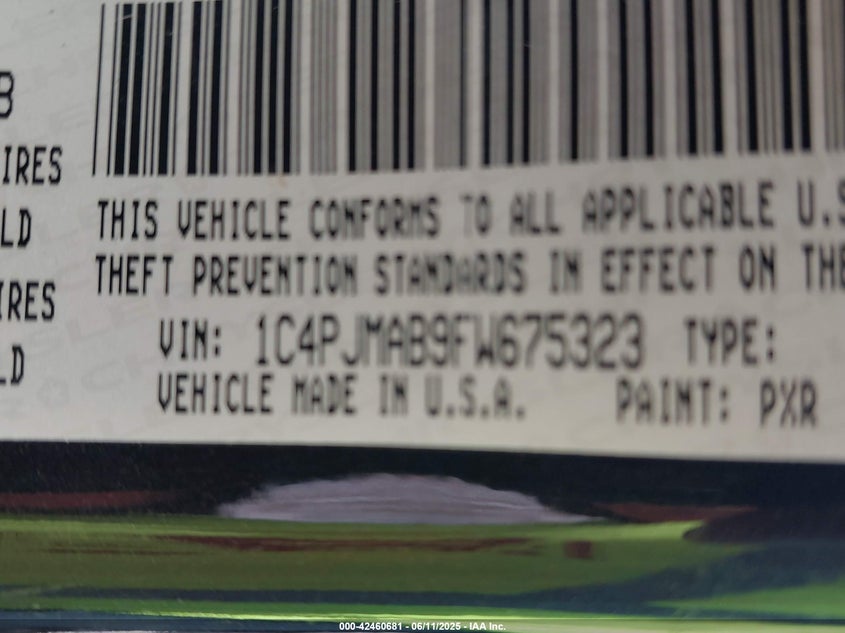 B
IRES
LD
IRES
LD
THIS VEHICLE CONFORMS TO ALL APPLICABLE U.S
THEFT PREVENTION STANDARDS IN EFFECT ON THE
VIN: 1C4PJMAB9FW675323 TYPE:
VEHICLE MADE IN U.S.A. PAINT: PXR
000-42460681 - 06/11/2025 - IAA Inc.